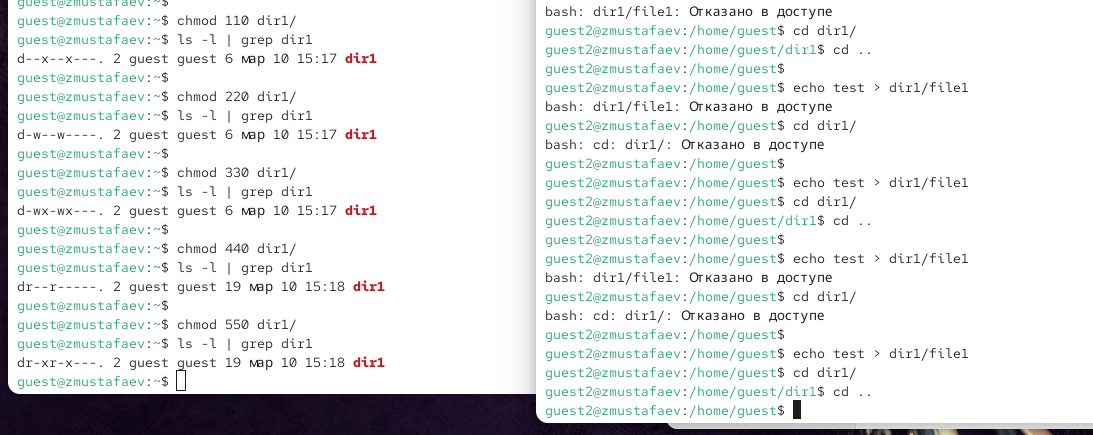 guest@zmustafaev:~$
guest@zmustafaev:~$ chmod 110 dir1/
guest@zmustafaev:~$ ls -l | grep dir1
d--x--x---. 2 guest guest 6 мар 10 15:17 dir1
guest@zmustafaev:~$
guest@zmustafaev:~$ chmod 220 dir1/
guest@zmustafaev:~$ ls -l | grep dir1
d-w--w----. 2 guest guest 6 мар 10 15:17 dir1
guest@zmustafaev:~$
guest@zmustafaev:~$ chmod 330 dir1/
guest@zmustafaev:~$ ls -l | grep dir1
d-wx-wx---. 2 guest guest 6 мар 10 15:17 dir1
guest@zmustafaev:~$
guest@zmustafaev:~$ chmod 440 dir1/
guest@zmustafaev:~$ ls -l | grep dir1
dr--r-----. 2 guest guest 19 мар 10 15:18 dir1
guest@zmustafaev:~$
guest@zmustafaev:~$ chmod 550 dir1/
guest@zmustafaev:~$ ls -l | grep dir1
dr-xr-x---. 2 guest guest 19 мар 10 15:18 dir1
guest@zmustafaev:~$
bash: dir1/file1: Отказано в доступе
guest2@zmustafaev:/home/guest$ cd dir1/
guest2@zmustafaev:/home/guest/dir1$ cd ..
guest2@zmustafaev:/home/guest$
guest2@zmustafaev:/home/guest$ echo test > dir1/file1
bash: dir1/file1: Отказано в доступе
guest2@zmustafaev:/home/guest$ cd dir1/
bash: cd: dir1/: Отказано в доступе
guest2@zmustafaev:/home/guest$
guest2@zmustafaev:/home/guest$ echo test > dir1/file1
guest2@zmustafaev:/home/guest$ cd dir1/
guest2@zmustafaev:/home/guest/dir1$ cd ..
guest2@zmustafaev:/home/guest$
guest2@zmustafaev:/home/guest$ echo test > dir1/file1
bash: dir1/file1: Отказано в доступе
guest2@zmustafaev:/home/guest$ cd dir1/
bash: cd: dir1/: Отказано в доступе
guest2@zmustafaev:/home/guest$
guest2@zmustafaev:/home/guest$ echo test > dir1/file1
guest2@zmustafaev:/home/guest$ cd dir1/
guest2@zmustafaev:/home/guest/dir1$ cd ..
guest2@zmustafaev:/home/guest$